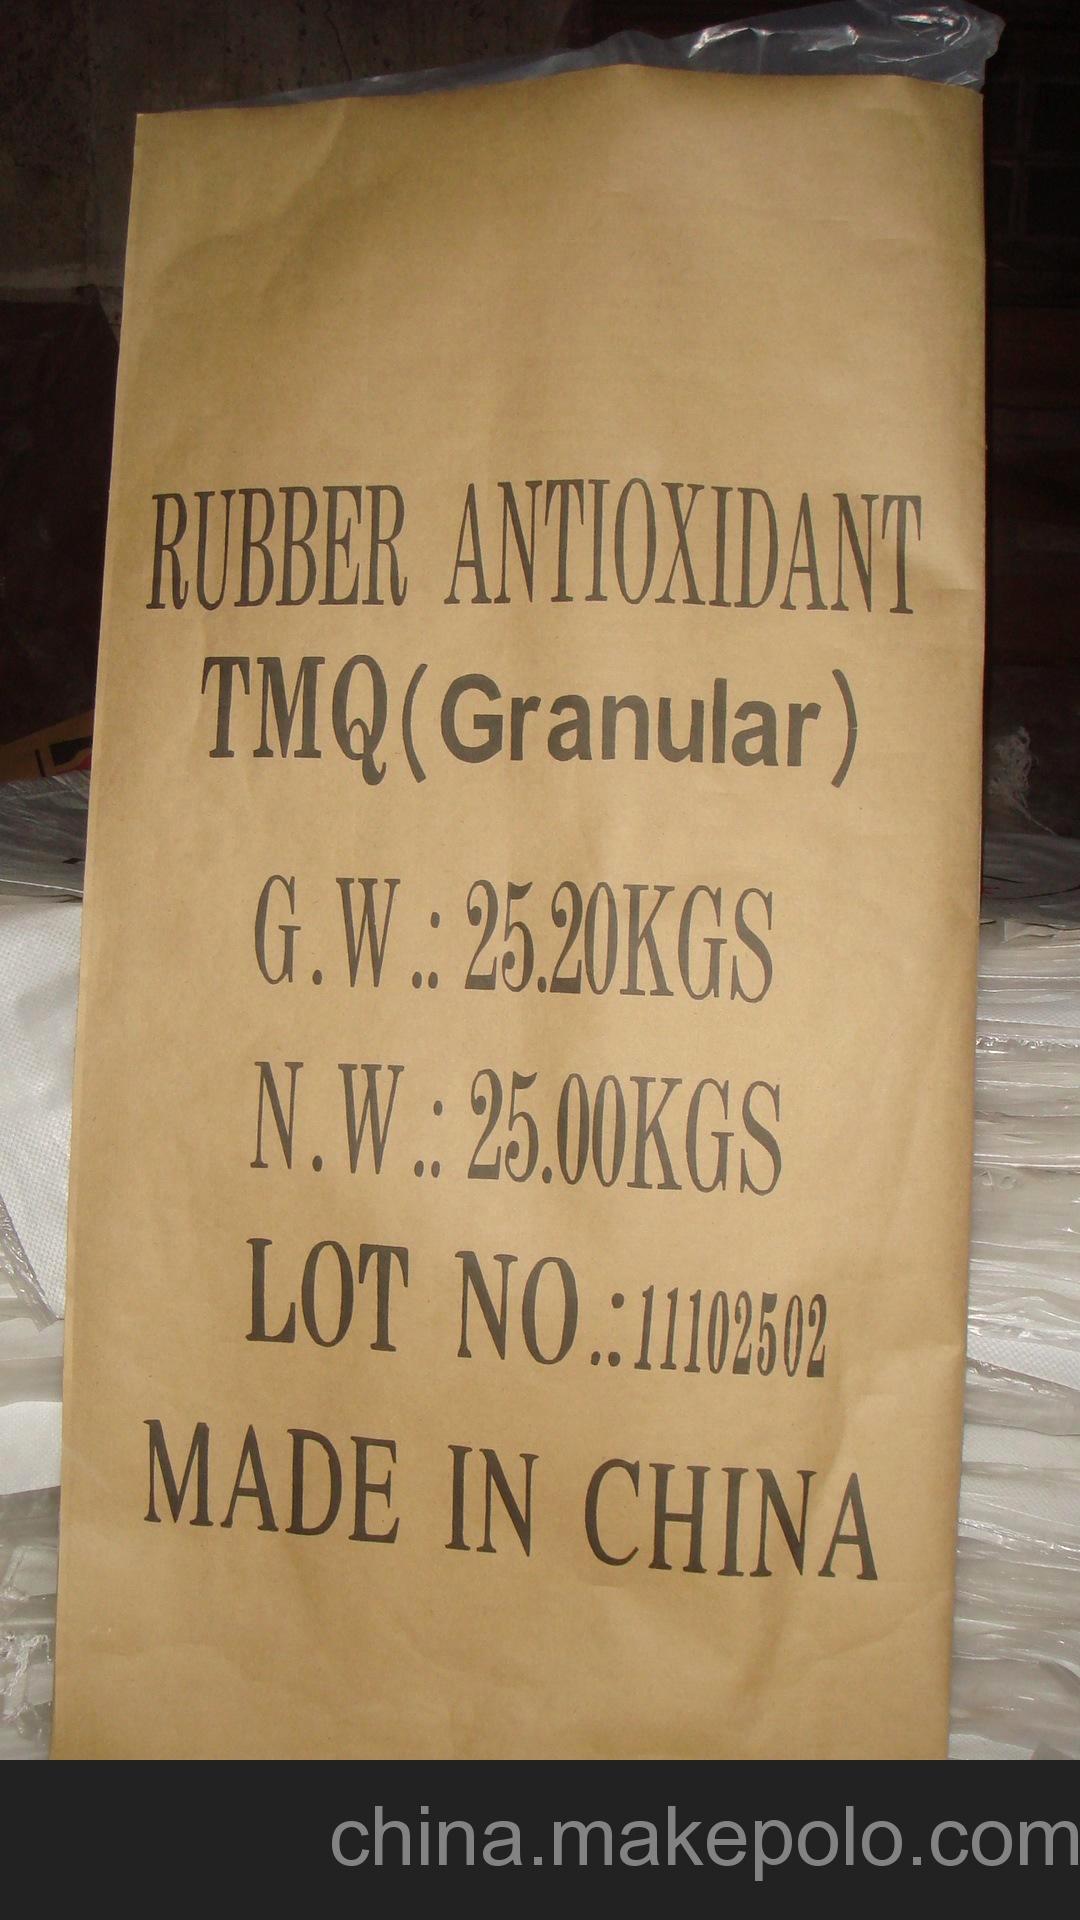 RUBBER ANTIOXIDANT
TMQ(Granular)
G.W.: 25.20KGS
N.W.: 25.00KGS
LOT NO.:11102502
MADE IN CHINA
china.makepolo.com